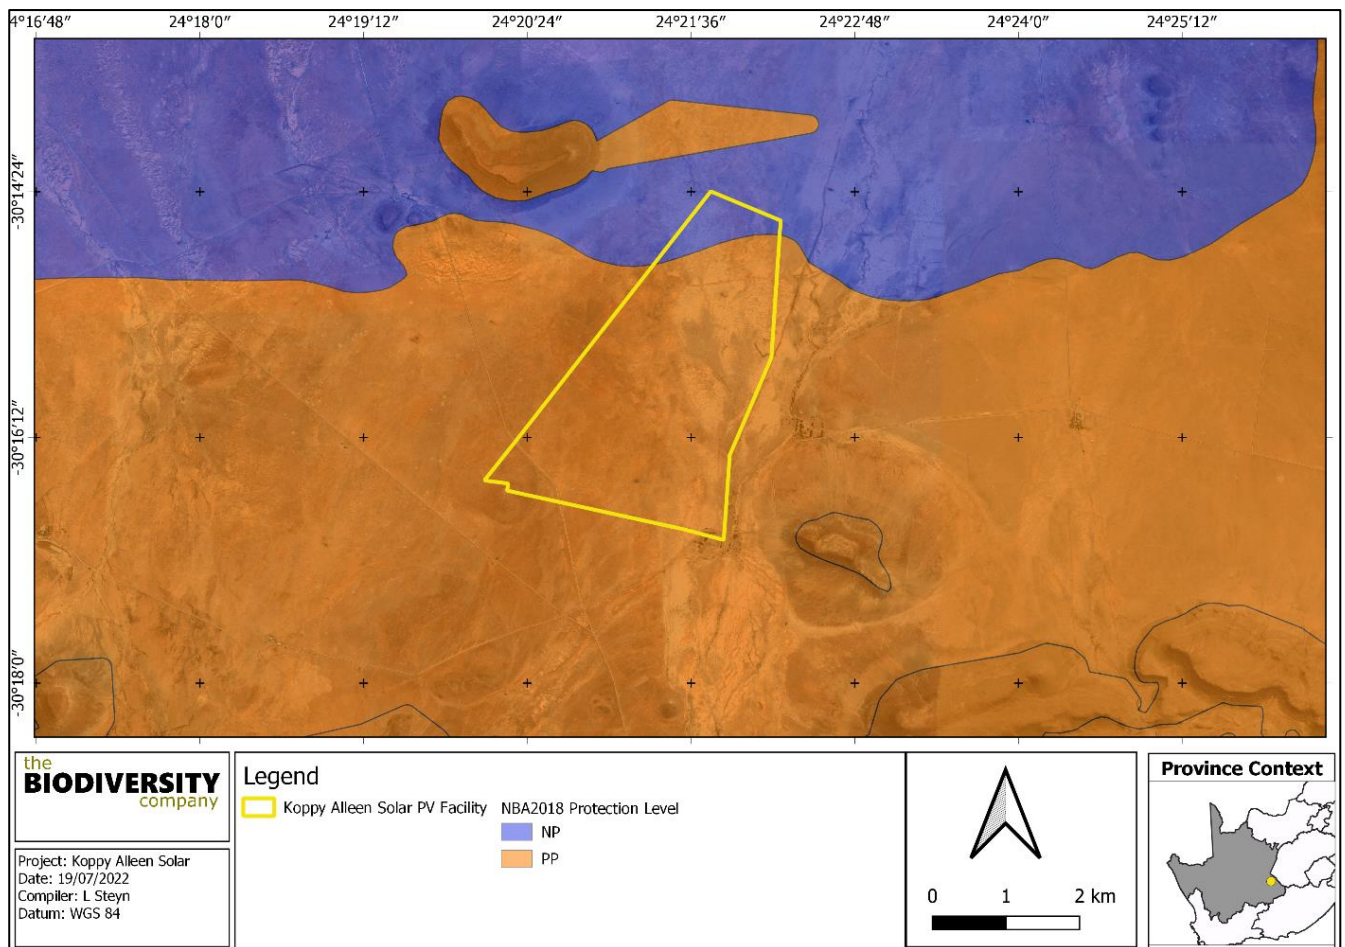 24°16'48" 24°18'0" 24°19'12" 24°20'24" 24°21'36" 24°22'48" 24°24'0" 24°25'12"
-30°14'24"
-30°16'12"
-30°18'0"
the
BIODIVERSITY
company
Project: Koppy Alleen Solar
Date: 19/07/2022
Compiler: L Steyn
Datum: WGS 84
Legend
Koppy Alleen Solar PV Facility
NBA2018 Protection Level
NP
PP
0 1 2 km
Province Context